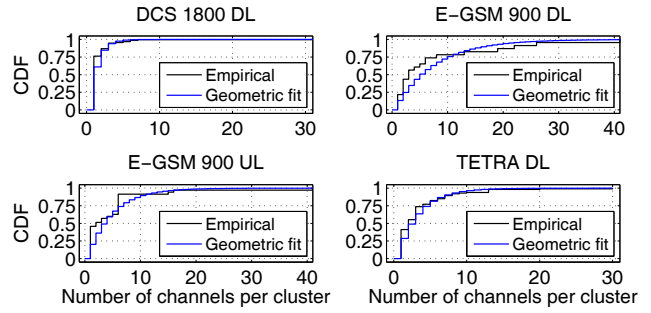 DCS 1800 DL
CDF
1
0.75
0.5
0.25
0
0 10 20 30
Empirical
Geometric fit
E-GSM 900 DL
1
0.75
0.5
0.25
0
0 10 20 30 40
Empirical
Geometric fit
E-GSM 900 UL
CDF
1
0.75
0.5
0.25
0
0 10 20 30 40
Empirical
Geometric fit
Number of channels per cluster
TETRA DL
1
0.75
0.5
0.25
0
0 10 20 30
Empirical
Geometric fit
Number of channels per cluster